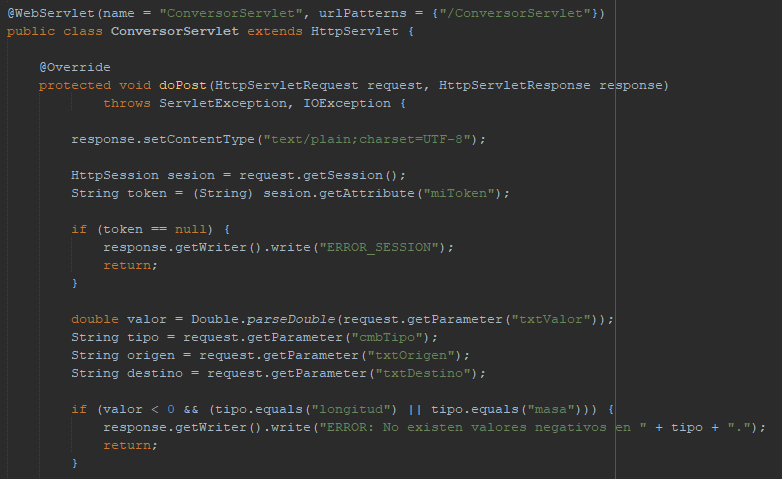 @WebServlet(name = "ConversorServlet", urlPatterns = {"/ConversorServlet"})
public class ConversorServlet extends HttpServlet {
@Override
protected void doPost(HttpServletRequest request, HttpServletResponse response)
throws ServletException, IOException {
response.setContentType("text/plain;charset=UTF-8");
HttpSession sesion = request.getSession();
String token = (String) sesion.getAttribute("miToken");
if (token == null) {
response.getWriter().write("ERROR_SESSION");
return;
}
double valor = Double.parseDouble(request.getParameter("txtValor"));
String tipo = request.getParameter("cmbTipo");
String origen = request.getParameter("txtOrigen");
String destino = request.getParameter("txtDestino");
if (valor < 0 && (tipo.equals("longitud") || tipo.equals("masa"))) {
response.getWriter().write("ERROR: No existen valores negativos en " + tipo + ".");
return;
}